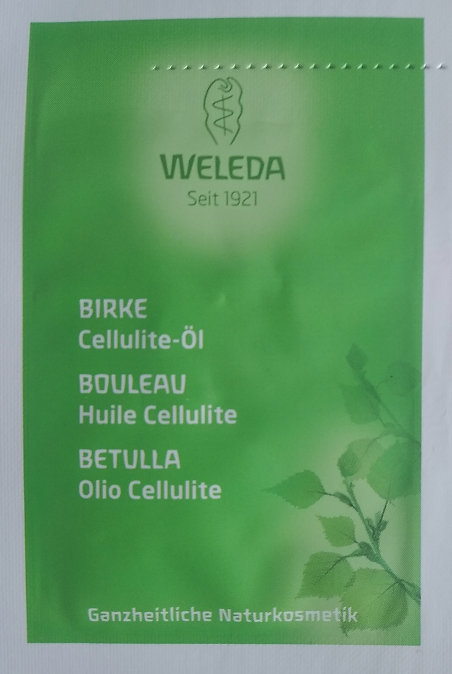 WELEDA
Seit 1921
BIRKE
Cellulite-Öl
BOULEAU
Huile Cellulite
BETULLA
Olio Cellulite
Ganzheitliche Naturkosmetik